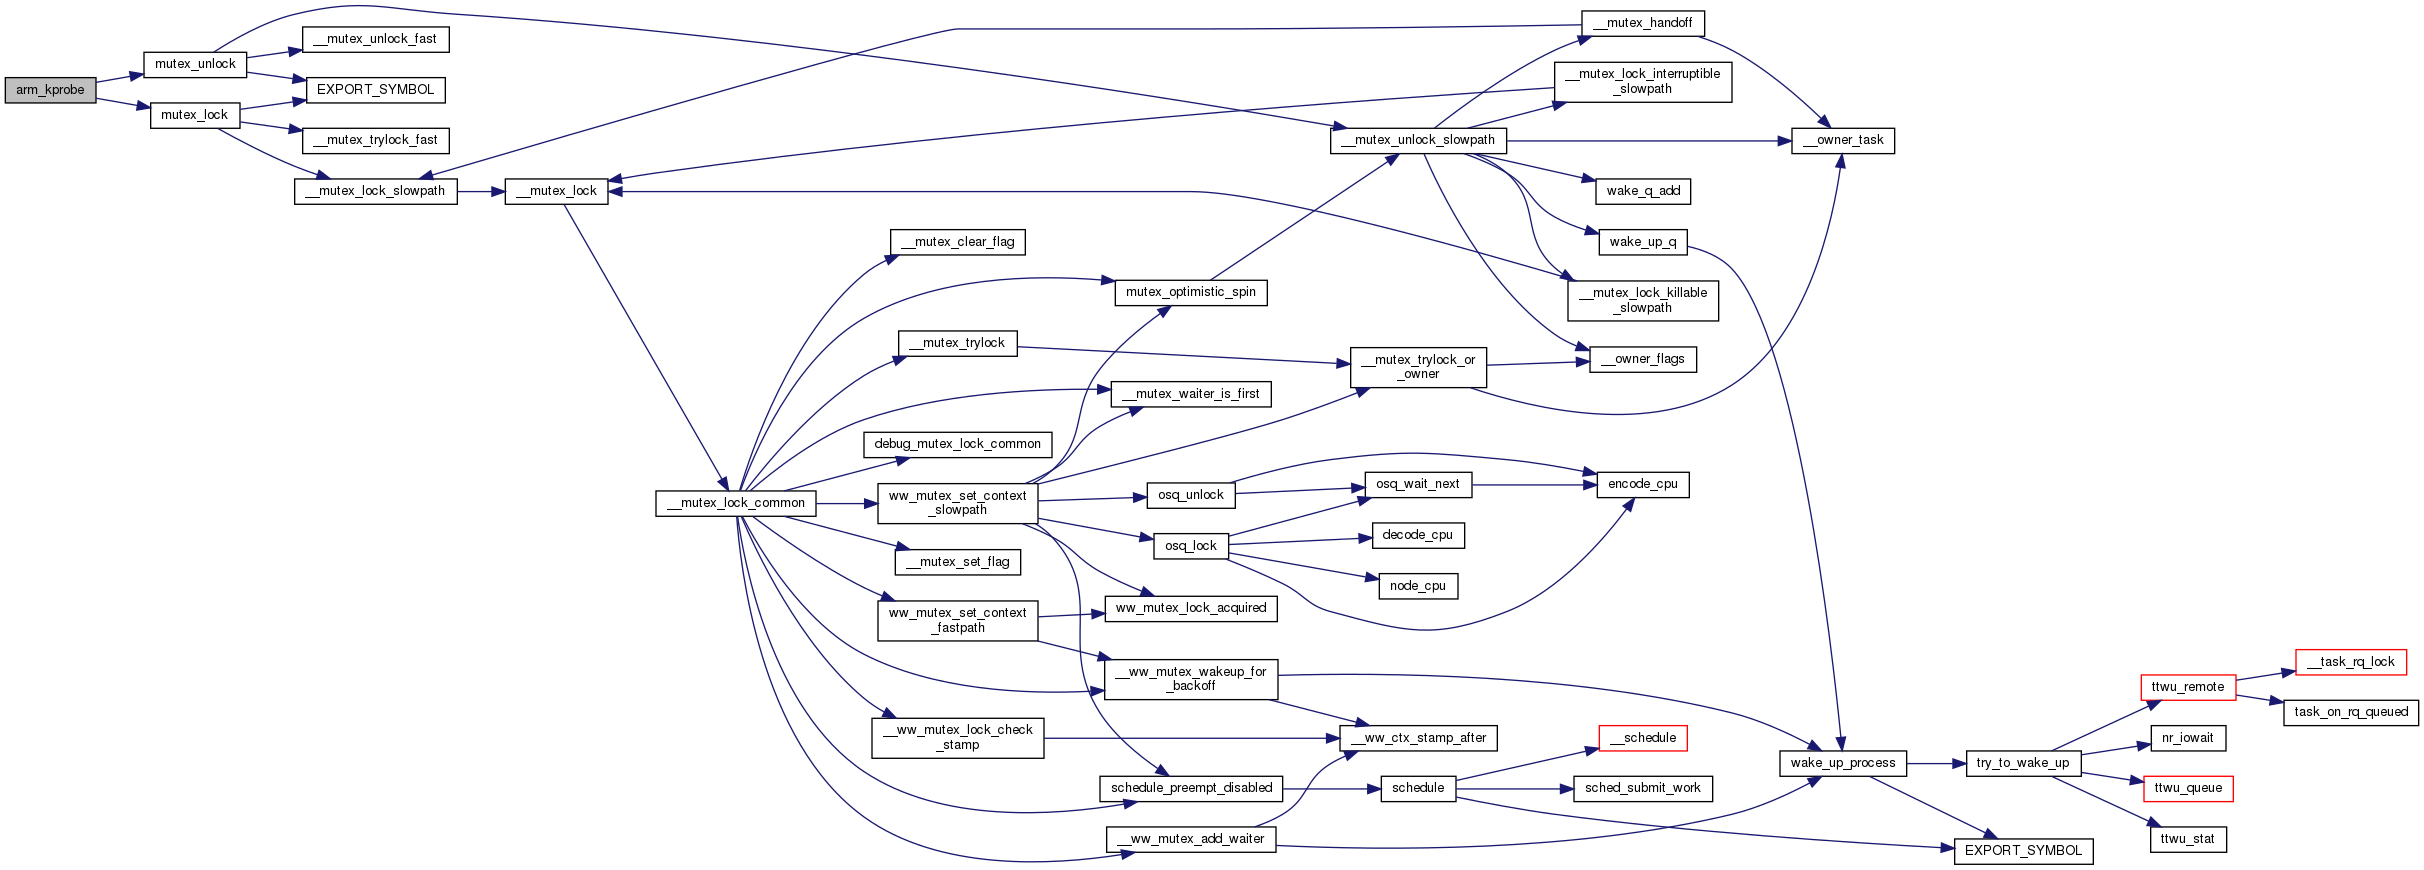 arm_kprobe
mutex_unlock
mutex_lock
__mutex_unlock_fast
EXPORT_SYMBOL
__mutex_trylock_fast
__mutex_lock_slowpath
__mutex_lock
__mutex_lock_common
__mutex_clear_flag
__mutex_trylock
debug_mutex_lock_common
ww_mutex_set_context
_slowpath
__mutex_set_flag
ww_mutex_set_context
_fastpath
__ww_mutex_lock_check
_stamp
mutex_optimistic_spin
__mutex_waiter_is_first
osq_unlock
osq_lock
ww_mutex_lock_acquired
__ww_mutex_wakeup_for
_backoff
schedule_preempt_disabled
__ww_mutex_add_waiter
__mutex_unlock_slowpath
__mutex_trylock_or
_owner
osq_wait_next
decode_cpu
node_cpu
__ww_ctx_stamp_after
schedule
__mutex_handoff
__mutex_lock_interruptible
_slowpath
wake_q_add
wake_up_q
__mutex_lock_killable
_slowpath
__owner_flags
encode_cpu
__schedule
sched_submit_work
__owner_task
wake_up_process
try_to_wake_up
EXPORT_SYMBOL
ttwu_remote
nr_iowait
ttwu_queue
ttwu_stat
__task_rq_lock
task_on_rq_queued